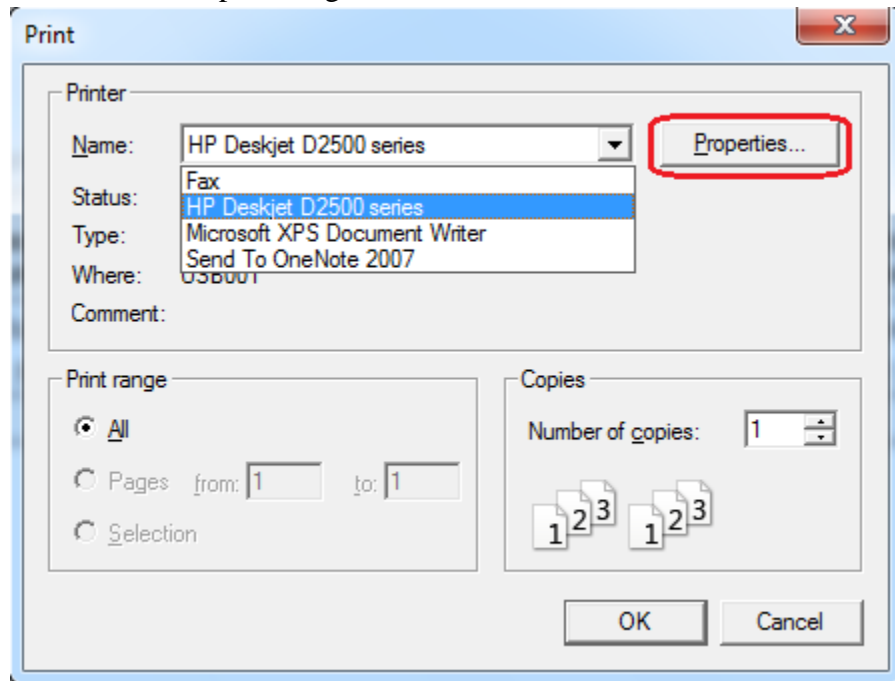 Print
Printer
Name: HP Deskjet D2500 series Properties...
Fax
Status: HP Deskjet D2500 series
Type: Microsoft XPS Document Writer
Send To OneNote 2007
Where: USB001
Comment:
Print range
All
Pages from: 1 to: 1
Selection
Copies
Number of copies: 1
1 2 3 1 2 3
OK Cancel